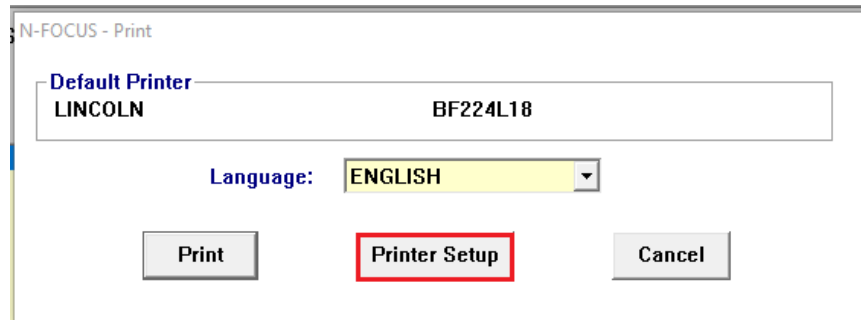 N-FOCUS - Print
Default Printer
LINCOLN BF224L18
Language: ENGLISH
Print Printer Setup Cancel